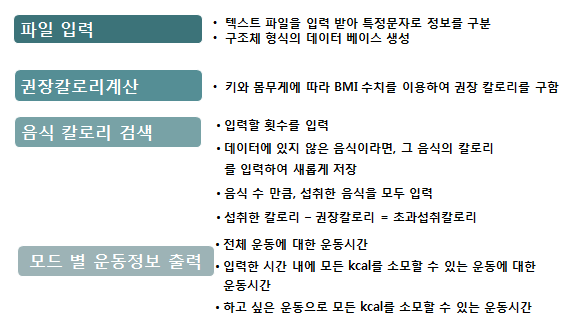 파일 입력
• 텍스트 파일을 입력 받아 특정문자로 정보를 구분
• 구조체 형식의 데이터 베이스 생성
권장칼로리계산
• 키와 몸무게에 따라 BMI 수치를 이용하여 권장 칼로리를 구함
음식 칼로리 검색
• 입력할 횟수를 입력
• 데이터에 있지 않은 음식이라면, 그 음식의 칼로리
를 입력하여 새롭게 저장
• 음식 수 만큼, 섭취한 음식을 모두 입력
• 섭취한 칼로리 – 권장칼로리 = 초과섭취칼로리
모드 별 운동정보 출력
• 전체 운동에 대한 운동시간
• 입력한 시간 내에 모든 kcal를 소모할 수 있는 운동에 대한
운동시간
• 하고 싶은 운동으로 모든 kcal를 소모할 수 있는 운동시간